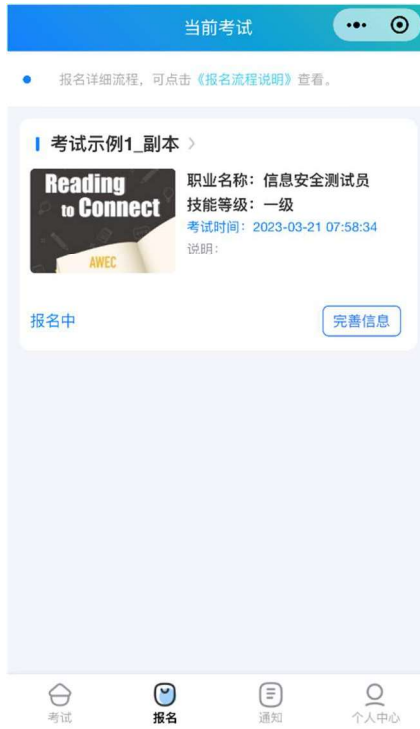 当前考试
报名详细流程，可点击《报名流程说明》查看。
考试示例1_副本
Reading
to Connect
AWEC
职业名称：信息安全测试员
技能等级：一级
考试时间：2023-03-21 07:58:34
说明：
报名中
完善信息
考试
报名
通知
个人中心